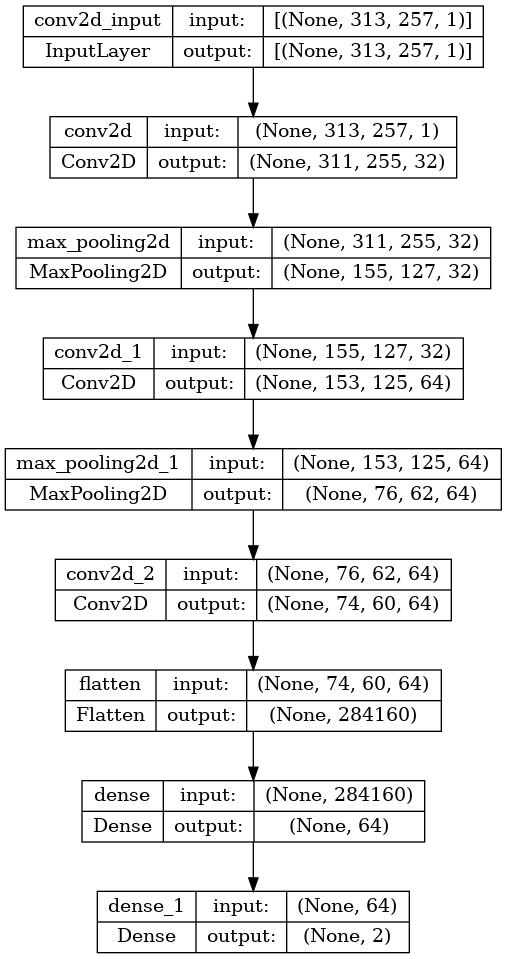 conv2d_input input: [(None, 313, 257, 1)]
InputLayer output: [(None, 313, 257, 1)]
conv2d input: (None, 313, 257, 1)
Conv2D output: (None, 311, 255, 32)
max_pooling2d input: (None, 311, 255, 32)
MaxPooling2D output: (None, 155, 127, 32)
conv2d_1 input: (None, 155, 127, 32)
Conv2D output: (None, 153, 125, 64)
max_pooling2d_1 input: (None, 153, 125, 64)
MaxPooling2D output: (None, 76, 62, 64)
conv2d_2 input: (None, 76, 62, 64)
Conv2D output: (None, 74, 60, 64)
flatten input: (None, 74, 60, 64)
Flatten output: (None, 284160)
dense input: (None, 284160)
Dense output: (None, 64)
dense_1 input: (None, 64)
Dense output: (None, 2)